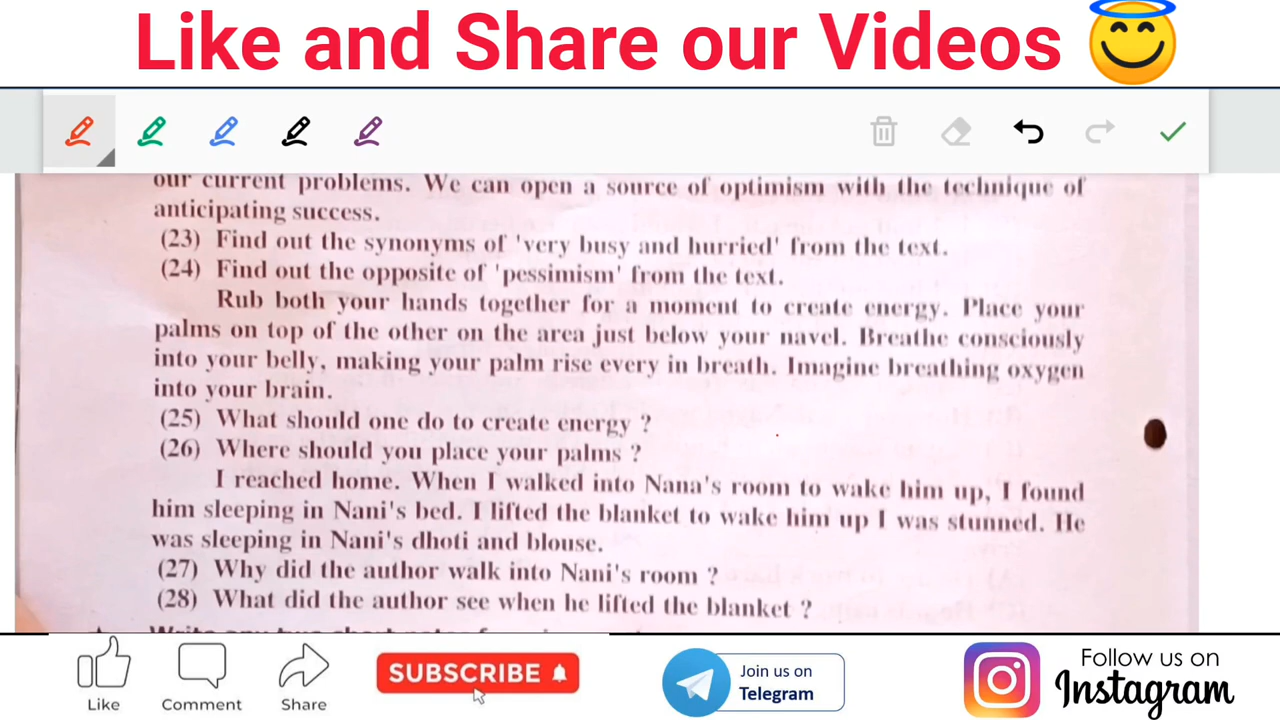 Like and Share our Videos
our current problems. We can open a source of optimism with the technique of
anticipating success.
(23) Find out the synonyms of 'very busy and hurried' from the text.
(24) Find out the opposite of 'pessimism' from the text.
Rub both your hands together for a moment to create energy. Place your
palms on top of the other on the area just below your navel. Breathe consciously
into your belly, making your palm rise every in breath. Imagine breathing oxygen
into your brain.
(25) What should one do to create energy ?
(26) Where should you place your palms ?
I reached home. When I walked into Nana's room to wake him up, I found
him sleeping in Nani's bed. I lifted the blanket to wake him up I was stunned. He
was sleeping in Nani's dhoti and blouse.
(27) Why did the author walk into Nani's room ?
(28) What did the author see when he lifted the blanket ?
Like
Comment
Share
SUBSCRIBE
Join us on
Telegram
Follow us on
Instagram